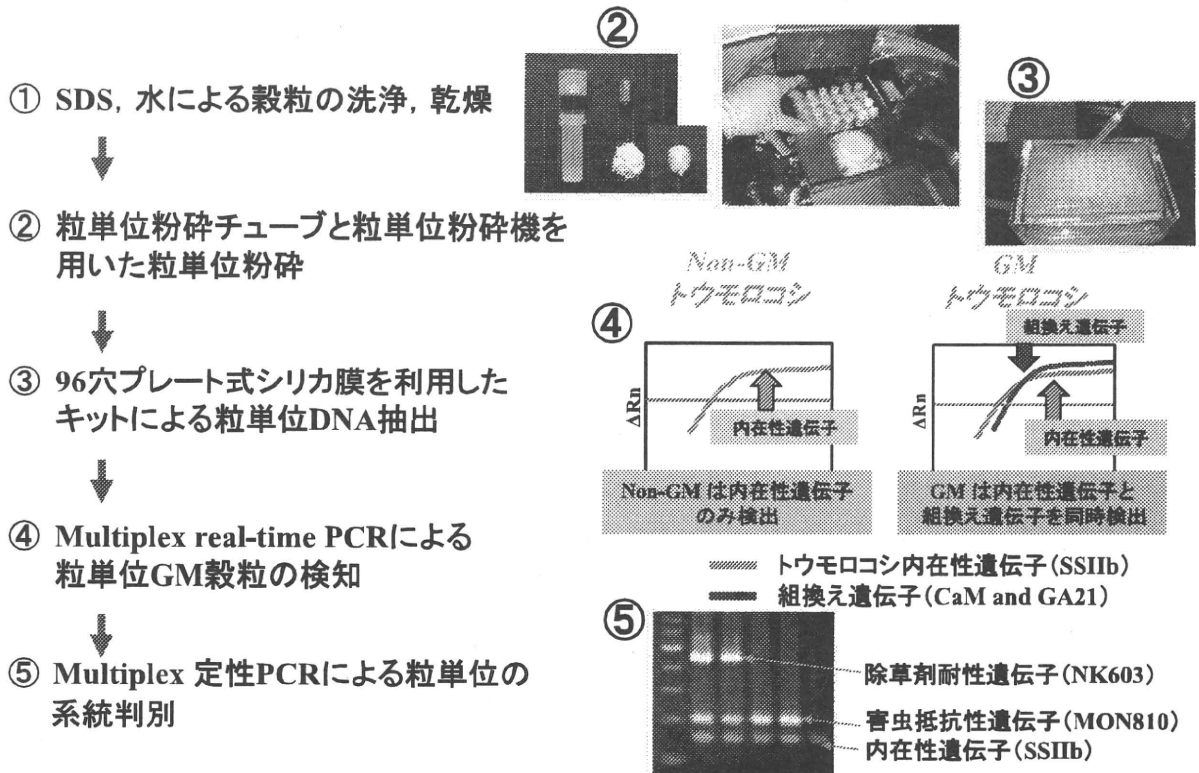 ① SDS，水による穀粒の洗浄，乾燥
② 粒単位粉砕チューブと粒単位粉砕機を
用いた粒単位粉砕
③ 96穴プレート式シリカ膜を利用した
キットによる粒単位DNA抽出
④ Multiplex real-time PCRによる
粒単位GM穀粒の検知
⑤ Multiplex 定性PCRによる粒単位の
系統判別
②
③
Non-GM
トウモロコシ
GM
トウモロコシ
④
ΔRn
内在性遺伝子
Non-GM は内在性遺伝子
のみ検出
組換え遺伝子
ΔRn
内在性遺伝子
GM は内在性遺伝子と
組換え遺伝子を同時検出
トウモロコシ内在性遺伝子（SSIIb）
組換え遺伝子（CaM and GA21）
⑤
除草剤耐性遺伝子（NK603）
害虫抵抗性遺伝子（MON810）
内在性遺伝子（SSIIb）